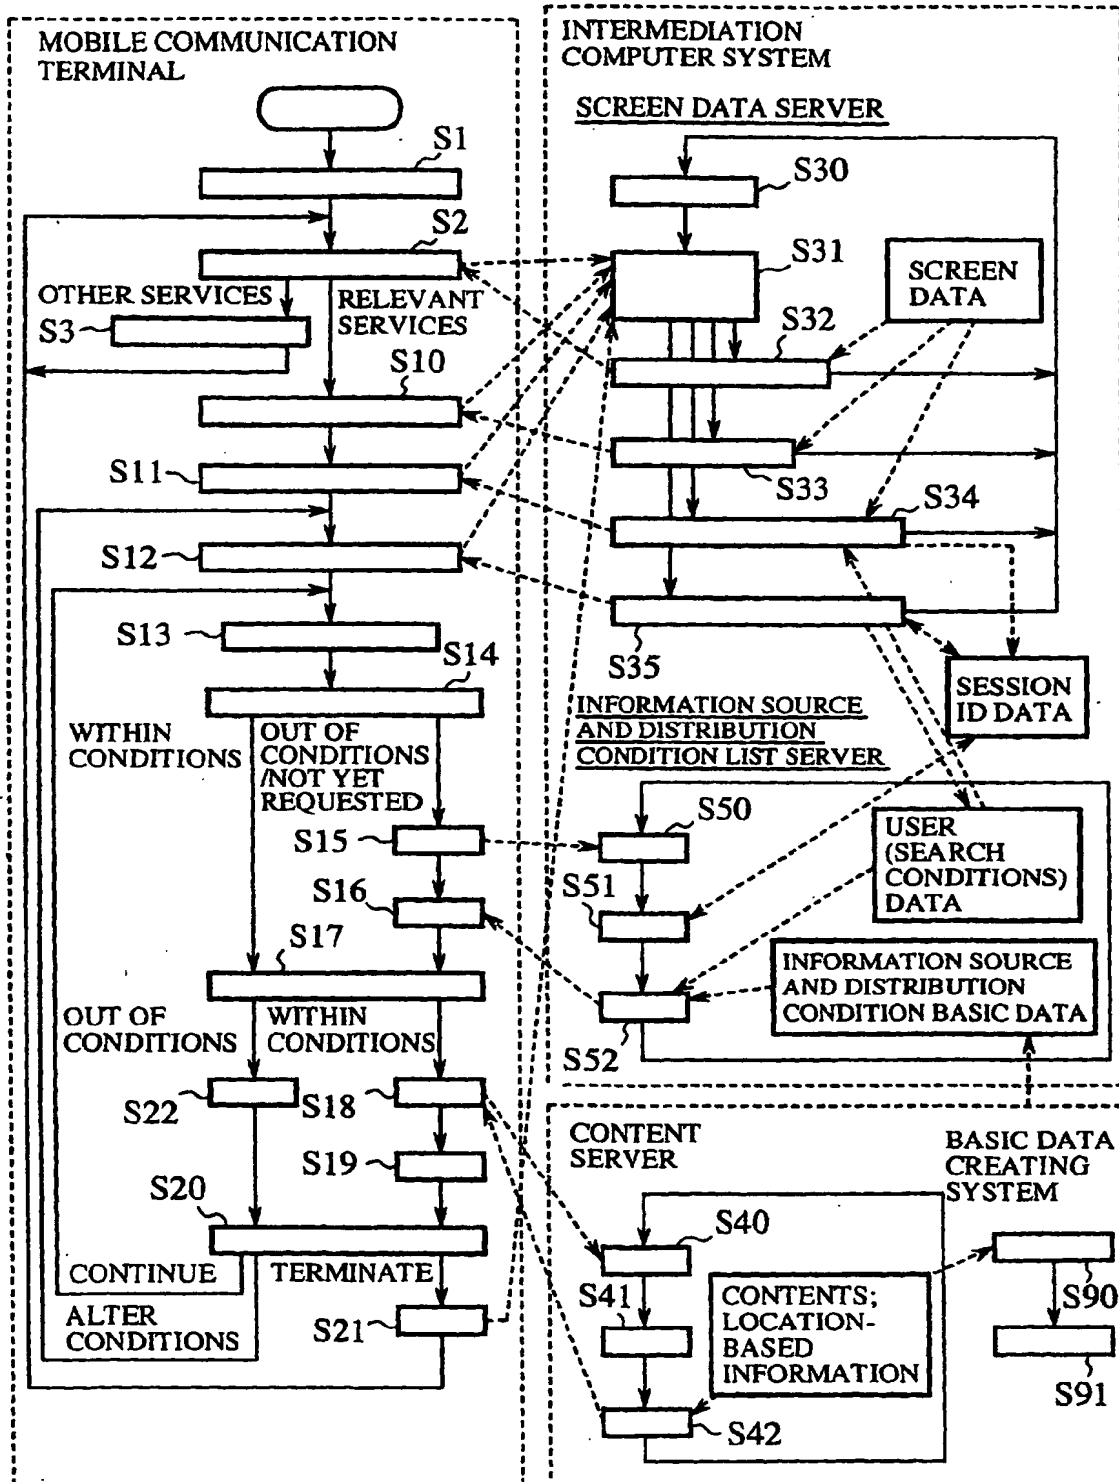 MOBILE COMMUNICATION
TERMINAL
S1
S2
OTHER SERVICES
S3
RELEVANT
SERVICES
S10
S11
S12
S13
S14
WITHIN
CONDITIONS
OUT OF
CONDITIONS
/NOT YET
REQUESTED
S15
S16
S17
OUT OF
CONDITIONS
WITHIN
CONDITIONS
S22
S18
S19
S20
CONTINUE
TERMINATE
ALTER
CONDITIONS
S21
INTERMEDIATION
COMPUTER SYSTEM
SCREEN DATA SERVER
S30
S31
SCREEN
DATA
S32
S33
S34
S35
SESSION
ID DATA
INFORMATION SOURCE
AND DISTRIBUTION
CONDITION LIST SERVER
S50
USER
(SEARCH
CONDITIONS)
DATA
S51
INFORMATION SOURCE
AND DISTRIBUTION
CONDITION BASIC DATA
S52
CONTENT
SERVER
BASIC DATA
CREATING
SYSTEM
S40
S41
CONTENTS;
LOCATION-
BASED
INFORMATION
S90
S91
S42